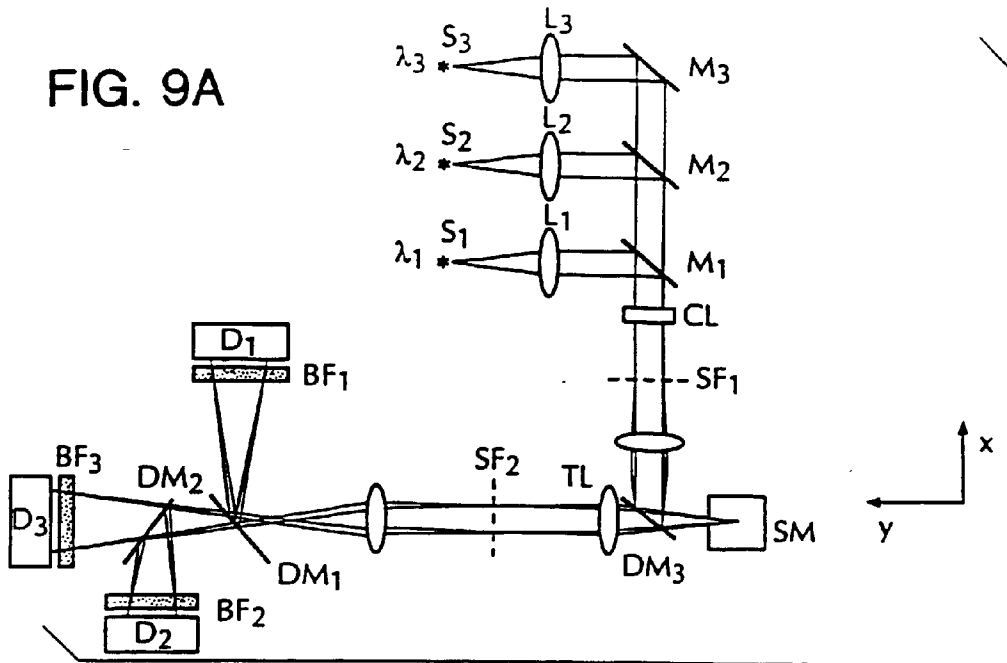 FIG. 9A
L3
S3
λ3 *
M3
L2
S2
λ2 *
M2
L1
S1
λ1 *
M1
CL
SF1
D1
BF1
BF3
DM2
SF2
TL
x
D3
y
SM
DM1
DM3
BF2
D2